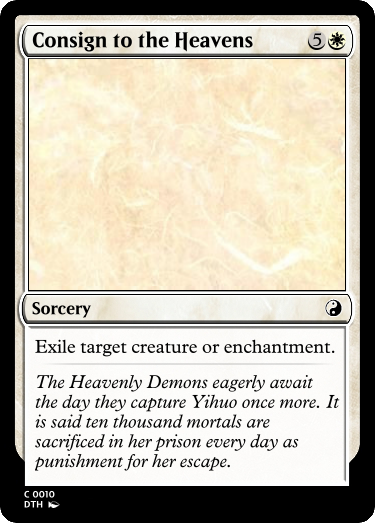 Consign to the Heavens 5
Sorcery
Exile target creature or enchantment.
The Heavenly Demons eagerly await
the day they capture Yihuo once more. It
is said ten thousand mortals are
sacrificed in her prison every day as
punishment for her escape.
C 0010
DTH